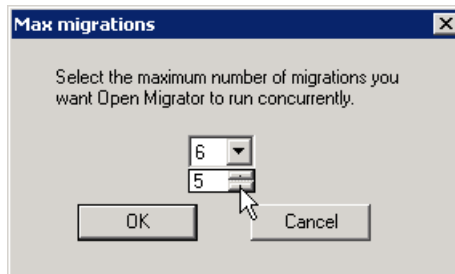 Max migrations
Select the maximum number of migrations you
want Open Migrator to run concurrently.
6
5
OK
Cancel